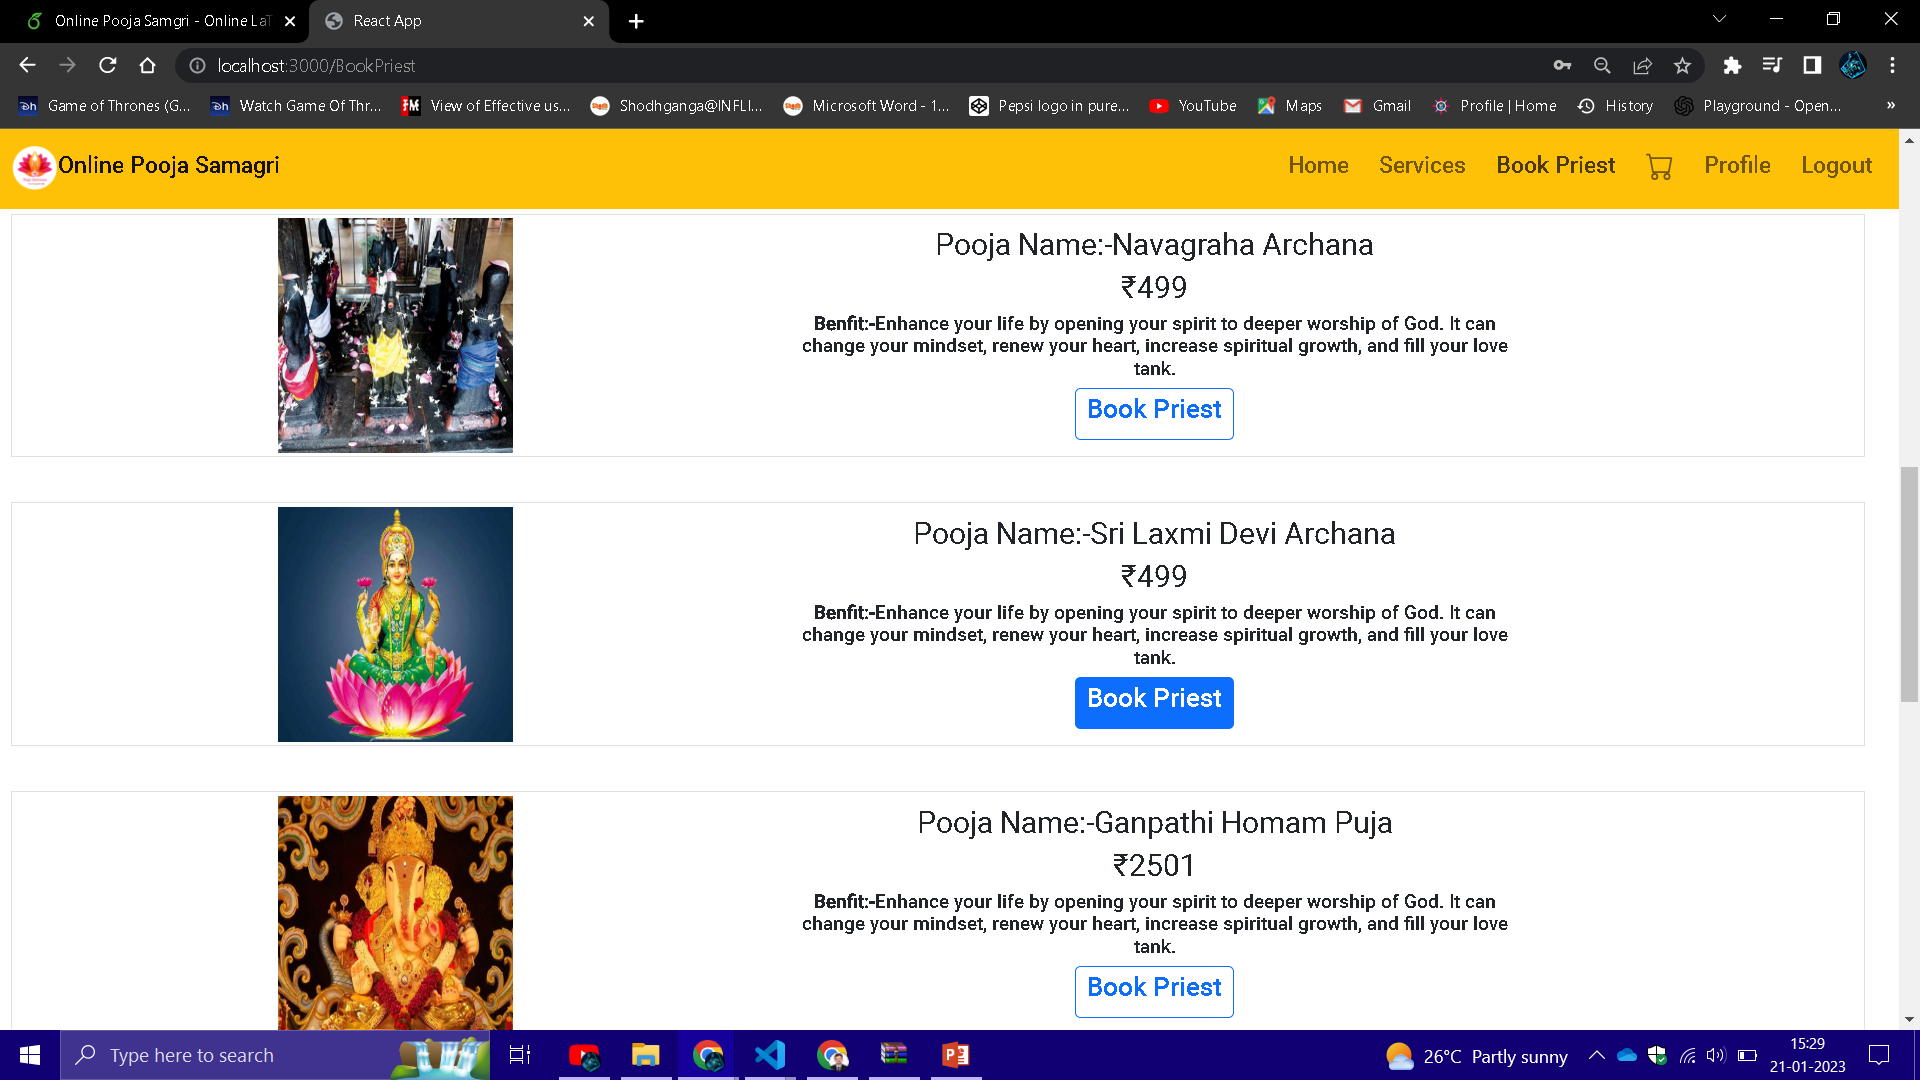 Online Pooja Samgri - Online LaT
React App
localhost:3000/BookPriest
Game of Thrones (G...
Watch Game Of Thr...
View of Effective us...
Shodhganga@INFLI...
Microsoft Word - 1...
Pepsi logo in pure...
YouTube
Maps
Gmail
Profile | Home
History
Playground - Open...
»
Online Pooja Samagri
Home
Services
Book Priest
Profile
Logout
Pooja Name:-Navagraha Archana
₹499
Benfit:-Enhance your life by opening your spirit to deeper worship of God. It can
change your mindset, renew your heart, increase spiritual growth, and fill your love
tank.
Book Priest
Pooja Name:-Sri Laxmi Devi Archana
₹499
Benfit:-Enhance your life by opening your spirit to deeper worship of God. It can
change your mindset, renew your heart, increase spiritual growth, and fill your love
tank.
Book Priest
Pooja Name:-Ganpathi Homam Puja
₹2501
Benfit:-Enhance your life by opening your spirit to deeper worship of God. It can
change your mindset, renew your heart, increase spiritual growth, and fill your love
tank.
Book Priest
Type here to search
26°C Partly sunny
15:29
21-01-2023